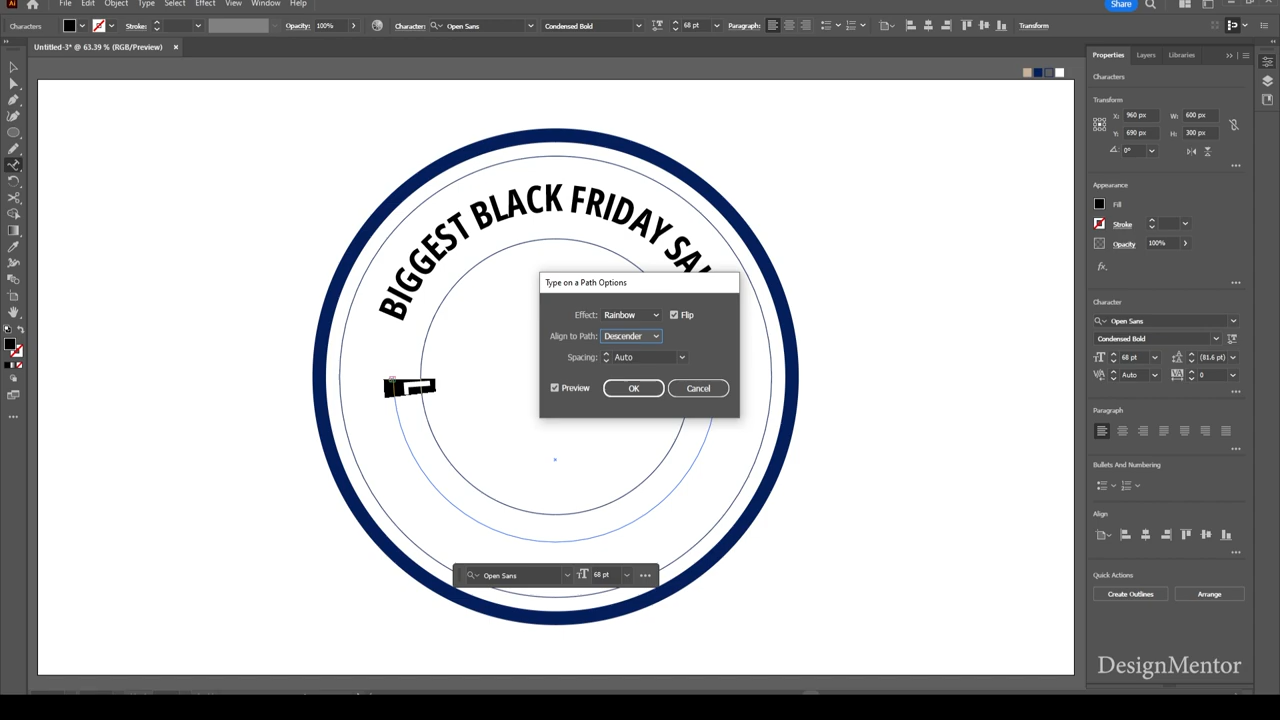 Ai File Edit Object Type Select Effect View Window Help Share
Characters Stroke: Opacity: 100% Character: Open Sans Condensed Bold 68 pt Paragraph: Transform
Untitled-3* @ 63.39 % (RGB/Preview) ×
Properties Layers Libraries
Characters
Transform
X: 960 px W: 600 px
Y: 690 px H: 300 px
0°
Appearance
Fill
Stroke
Opacity 100%
fx.
Character
Open Sans
Condensed Bold
68 pt (81.6 pt)
Auto 0
Paragraph
Bullets And Numbering
Align
Quick Actions
Create Outlines Arrange
BIGGEST BLACK FRIDAY SAL
Type on a Path Options
Effect: Rainbow Flip
Align to Path: Descender
Spacing: Auto
Preview OK Cancel
Open Sans 68 pt
DesignMentor